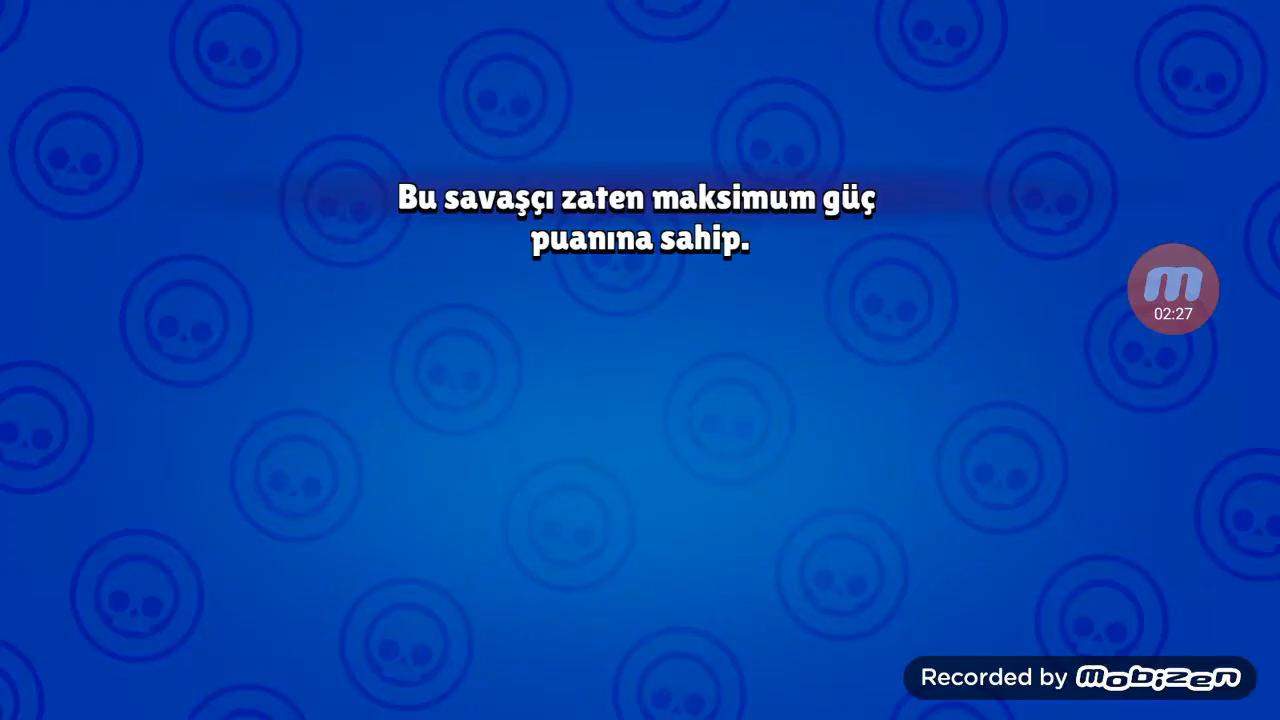 Bu savaşçı zaten maksimum güç
puanına sahip.
m
02:27
Recorded by mobizen